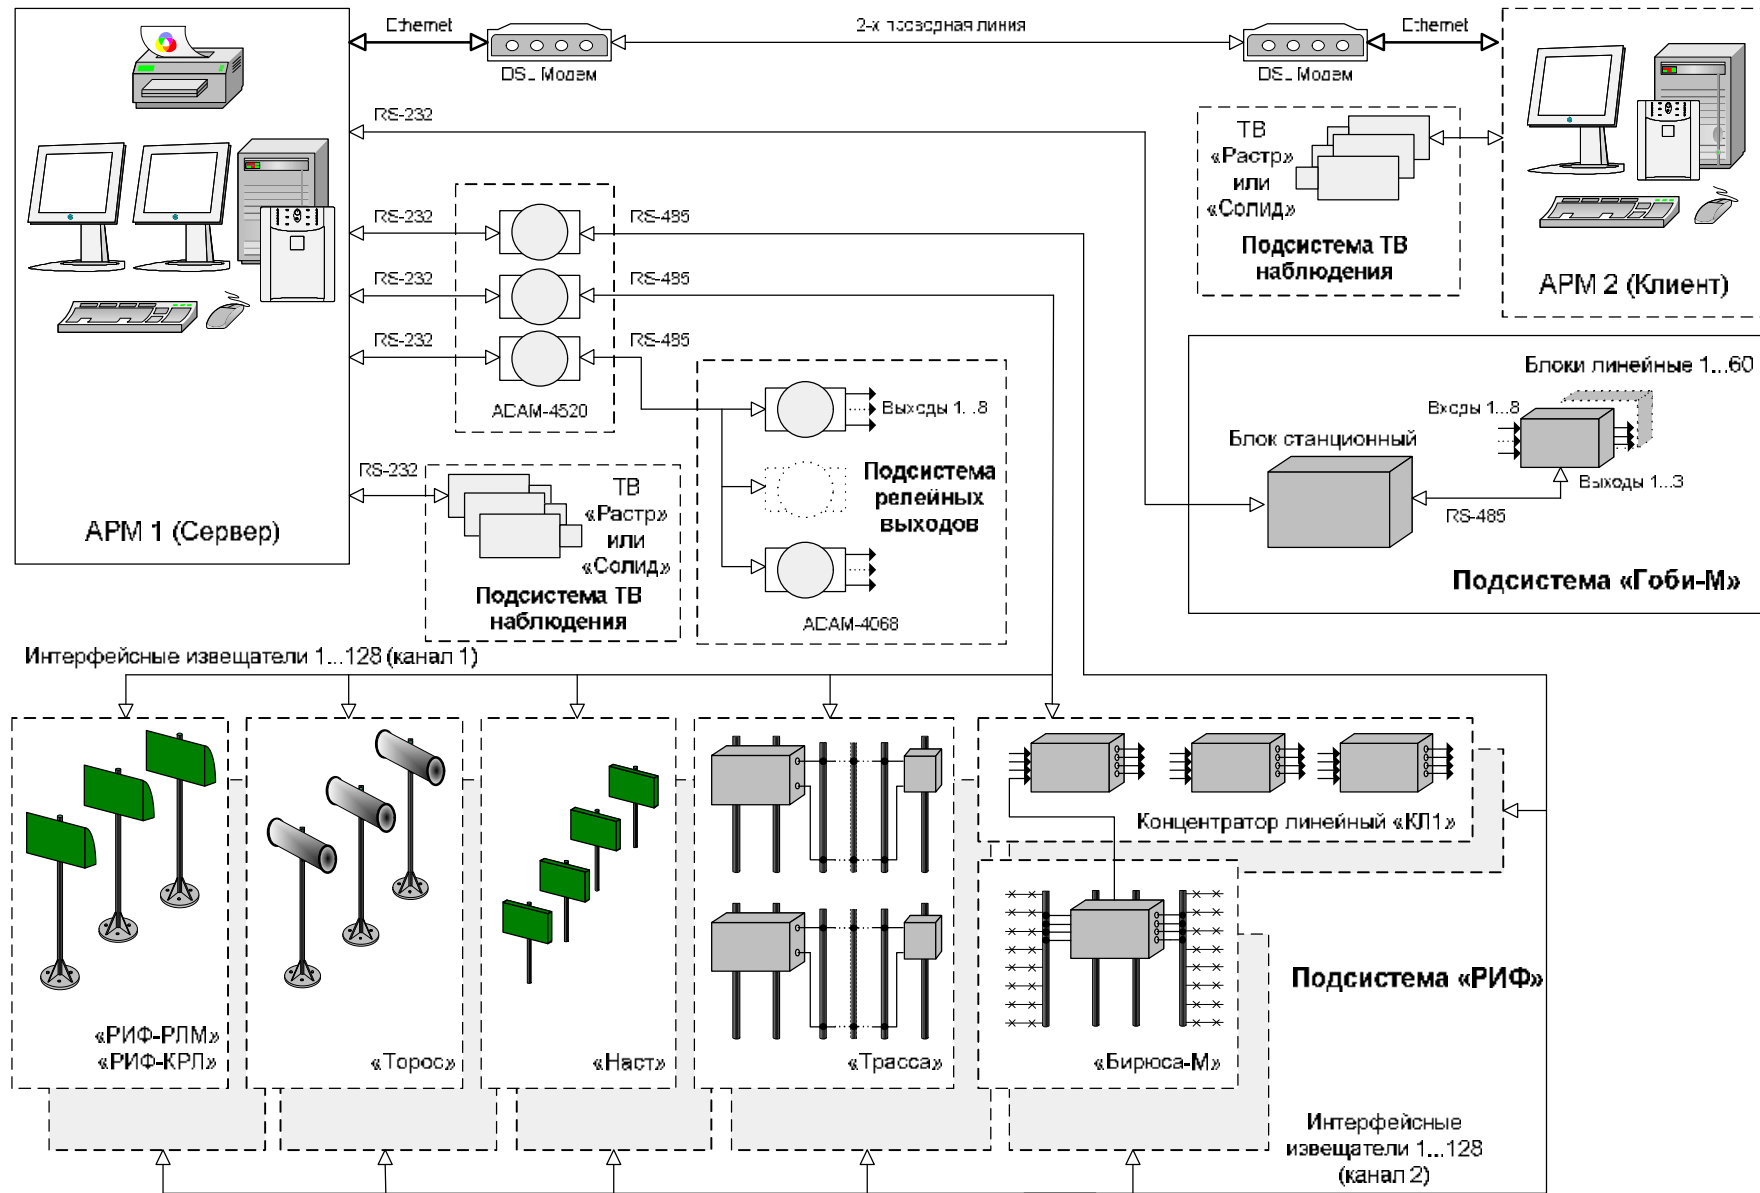 Ethernet
2-х проводная линия
Ethernet
DSL Модем
DSL Модем
RS-232
ТВ
«Растр»
или
«Солид»
Подсистема ТВ
наблюдения
АРМ 2 (Клиент)
RS-232
RS-485
RS-232
RS-485
RS-232
RS-485
ADAM-4520
Выходы 1...8
Подсистема
релейных
выходов
ADAM-4068
Блоки линейные 1...60
Входы 1...8
Блок станционный
Выходы 1...3
RS-485
Подсистема «Гоби-М»
RS-232
АРМ 1 (Сервер)
ТВ
«Растр»
или
«Солид»
Подсистема ТВ
наблюдения
Интерфейсные извещатели 1...128 (канал 1)
Концентратор линейный «КЛ1»
Подсистема «РИФ»
«РИФ-РЛМ»
«РИФ-КРЛ»
«Торос»
«Наст»
«Трасса»
«Бирюса-М»
Интерфейсные
извещатели 1...128
(канал 2)